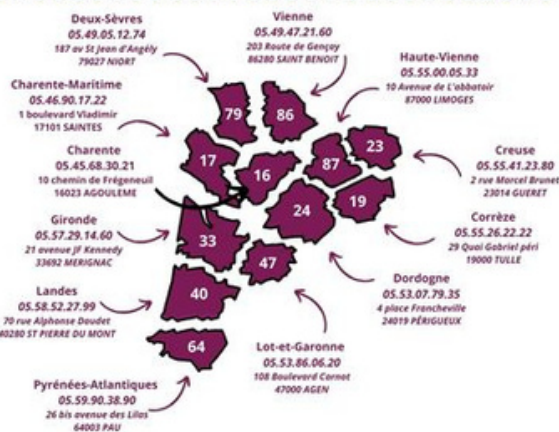 Deux-Sèvres
05.49.05.12.74
187 av St Jean d'Angély
79027 NIORT
Vienne
05.49.47.21.60
203 Route de Gençay
86280 SAINT BENOIT
Haute-Vienne
05.55.00.05.33
10 Avenue de L'abbatoir
87000 LIMOGES
Charente-Maritime
05.46.90.17.22
1 boulevard Vladimir
17101 SAINTES
Charente
05.45.68.30.21
10 chemin de Frégeneuil
16023 AGOULEME
Creuse
05.55.41.23.80
2 rue Marcel Brunet
23014 GUERET
Gironde
05.57.29.14.60
21 avenue JF Kennedy
33692 MERIGNAC
Corrèze
05.55.26.22.22
29 Quai Gabriel péri
19000 TULLE
Landes
05.58.52.27.99
70 rue Alphonse Daudet
40280 ST PIERRE DU MONT
Dordogne
05.53.07.79.35
4 place Francheville
24019 PÉRIGUEUX
Lot-et-Garonne
05.53.86.06.20
108 Boulevard Carnot
47000 AGEN
Pyrénées-Atlantiques
05.59.90.38.90
26 bis avenue des Lilas
64003 PAU
79
86
17
16
87
23
24
19
33
47
40
64